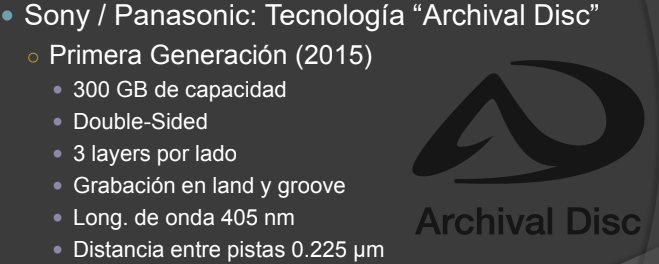 Sony / Panasonic: Tecnología “Archival Disc”
Primera Generación (2015)
300 GB de capacidad
Double-Sided
3 layers por lado
Grabación en land y groove
Long. de onda 405 nm
Distancia entre pistas 0.225 μm
Archival Disc